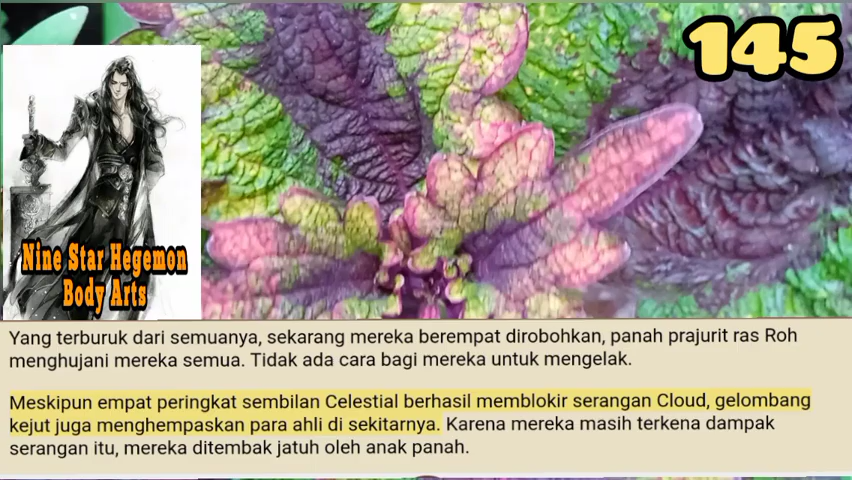 145
Nine Star Hegemon
Body Arts
Yang terburuk dari semuanya, sekarang mereka berempat dirobohkan, panah prajurit ras Roh
menghujani mereka semua. Tidak ada cara bagi mereka untuk mengelak.
Meskipun empat peringkat sembilan Celestial berhasil memblokir serangan Cloud, gelombang
kejut juga menghempaskan para ahli di sekitarnya. Karena mereka masih terkena dampak
serangan itu, mereka ditembak jatuh oleh anak panah.